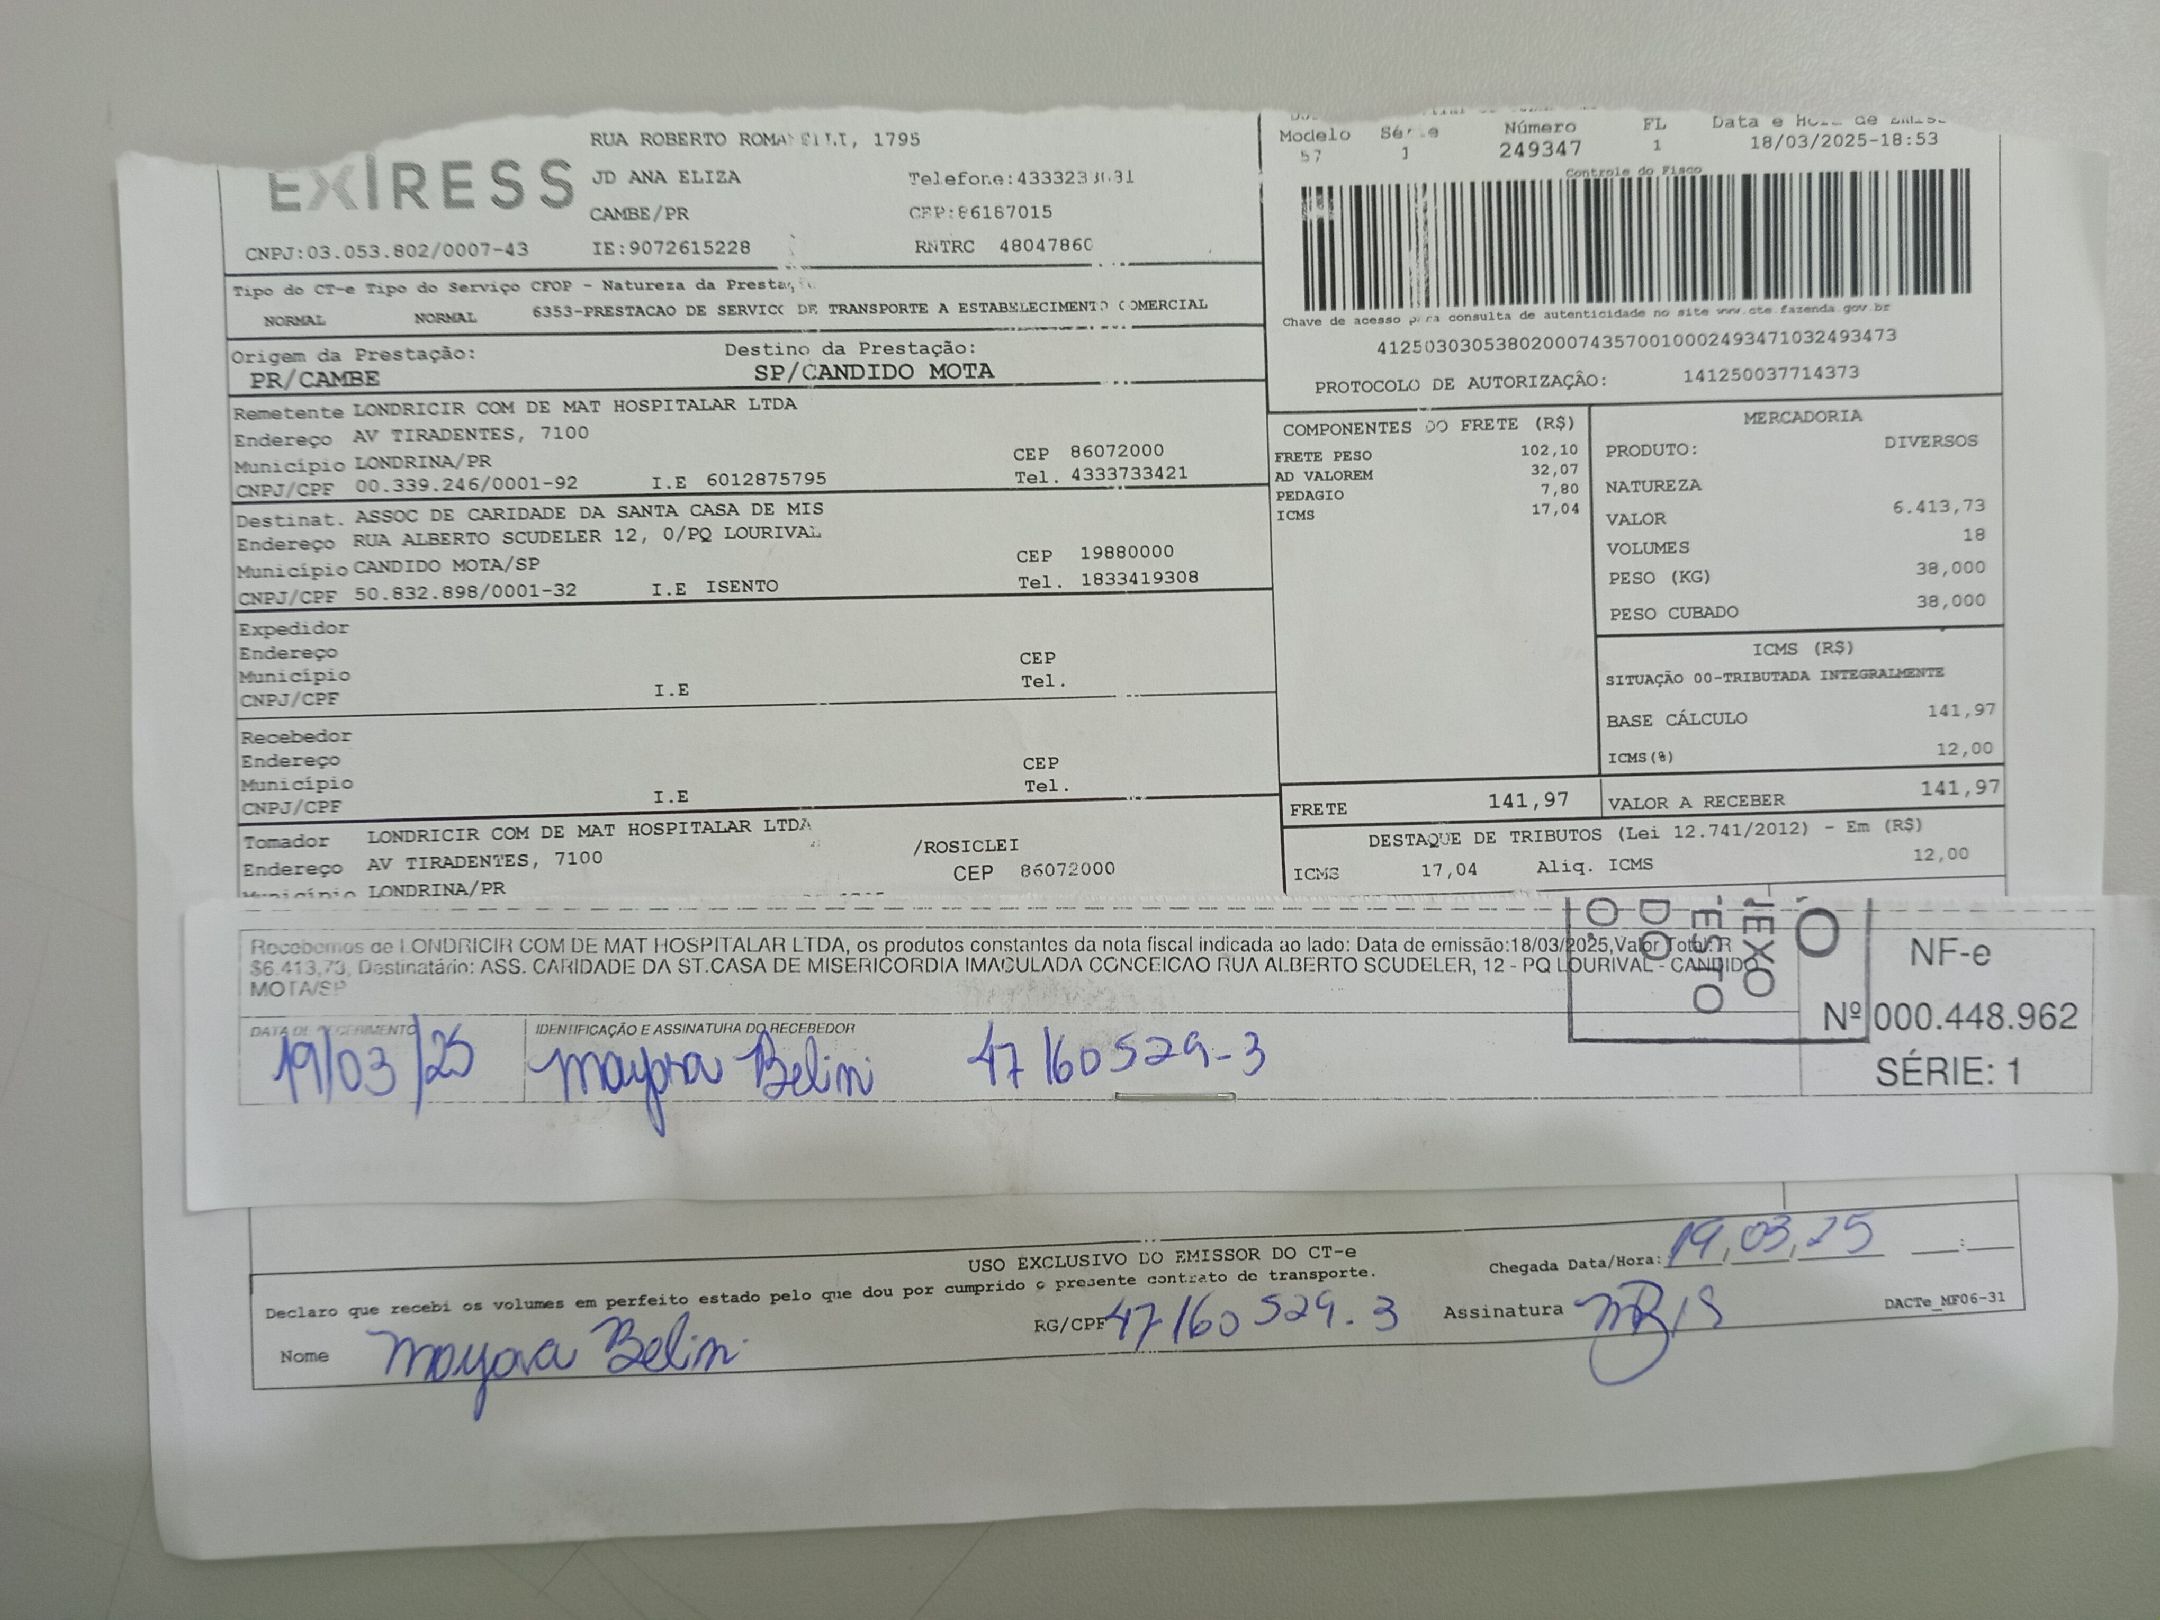 RUA ROBERTO ROMANELLI, 1795
EXPRESS
JD ANA ELIZA
CAMBE/PR CEP:86187015
CNPJ:03.053.802/0007-43 IE:9072615228 RNTRC 48047860
Modelo Série Número FL Data e Hora de
57 1 249347 1 18/03/2025-18:53
Controle do Fisco
Chave de acesso para consulta de autenticidade no site www.cte.fazenda.gov.br
41250303053802000743570010002493471032493473
PROTOCOLO DE AUTORIZAÇÃO: 141250037714373
Tipo do CT-e Tipo do Serviço CFOP - Natureza da
NORMAL NORMAL 6353-PRESTACAO DE SERVICO DE TRANSPORTE A ESTABELECIMENTO COMERCIAL
Origem da Prestação: Destino da Prestação:
PR/CAMBE SP/CANDIDO MOTA
Remetente LONDRICIR COM DE MAT HOSPITALAR LTDA
Endereço AV TIRADENTES, 7100
Município LONDRINA/PR CEP 86072000
CNPJ/CPF 00.339.246/0001-92 I.E 6012875795 Tel. 4333733421
Destinat. ASSOC DE CARIDADE DA SANTA CASA DE MIS
Endereço RUA ALBERTO SCUDELER 12, 0/PQ LOURIVAL
Município CANDIDO MOTA/SP CEP 19880000
CNPJ/CPF 50.832.898/0001-32 I.E ISENTO Tel. 1833419308
Expedidor
Endereço
Município CEP
CNPJ/CPF I.E Tel.
Recebedor
Endereço
Município CEP
CNPJ/CPF I.E Tel.
Tomador LONDRICIR COM DE MAT HOSPITALAR LTDA
/ROSICLEI
Endereço AV TIRADENTES, 7100 CEP 86072000
Município LONDRINA/PR
COMPONENTES DO FRETE (R$)
FRETE PESO 102,10
AD VALOREM 32,07
PEDAGIO 7,80
ICMS 17,04
MERCADORIA
PRODUTO: DIVERSOS
NATUREZA
VALOR 6.413,73
VOLUMES 18
PESO (KG) 38,000
PESO CUBADO 38,000
ICMS (R$)
SITUAÇÃO 00-TRIBUTADA INTEGRALMENTE
BASE CÁLCULO 141,97
ICMS(%) 12,00
FRETE 141,97 VALOR A RECEBER 141,97
DESTAQUE DE TRIBUTOS (Lei 12.741/2012) - Em (R$)
ICMS 17,04 Aliq. ICMS 12,00
Recebemos de LONDRICIR COM DE MAT HOSPITALAR LTDA, os produtos constantes da nota fiscal indicada ao lado: Data de emissão:18/03/2025,Valor Total:R
$6.413,73, Destinatário: ASS. CARIDADE DA ST.CASA DE MISERICORDIA IMACULADA CONCEICAO RUA ALBERTO SCUDELER, 12 - PQ LOURIVAL - CANDIDO
MOTA/SP
DATA DE RECEBIMENTO IDENTIFICAÇÃO E ASSINATURA DO RECEBEDOR
19/03/25 Mayara Belini 47160529-3
NF-e
Nº 000.448.962
SÉRIE: 1
USO EXCLUSIVO DO EMISSOR DO CT-e
Chegada Data/Hora: 19,03,25
Declaro que recebi os volumes em perfeito estado pelo que dou por cumprido o presente contrato de transporte.
Nome Mayara Belini RG/CPF 47160529.3 Assinatura DACTe_MF06-31